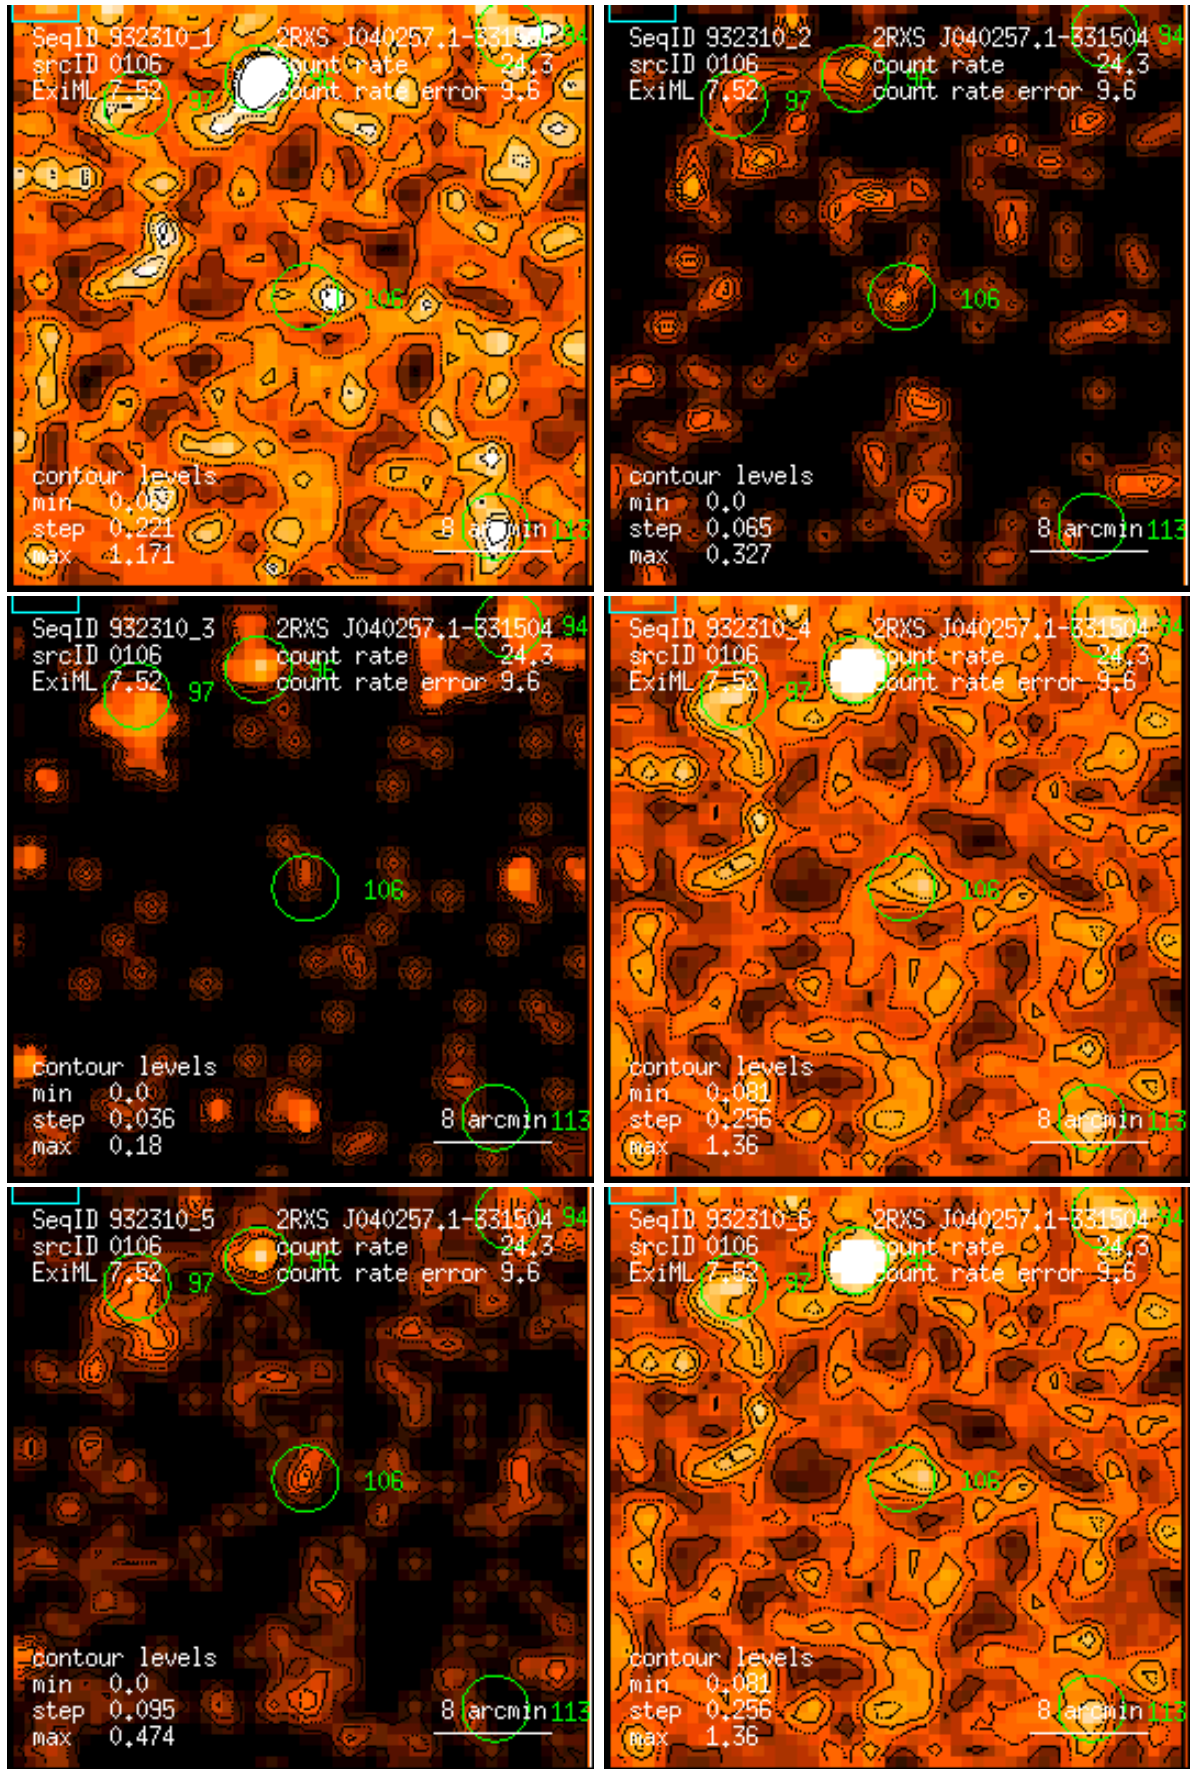 SeqID 932310_1 2RXS J040257.1-331504 94
srcID 0106 count rate 24.3
96
ExiML 7.52 97 count rate error 9.6
106
contour levels
min 0.067
step 0.221 8 arcmin 113
max 1.171
SeqID 932310_2 2RXS J040257.1-331504 94
srcID 0106 count rate 24.3
96
ExiML 7.52 97 count rate error 9.6
106
contour levels
min 0.0
step 0.065 8 arcmin 113
max 0.327
SeqID 932310_3 2RXS J040257.1-331504 94
srcID 0106 count rate 24.3
96
ExiML 7.52 97 count rate error 9.6
106
contour levels
min 0.0
step 0.036 8 arcmin 113
max 0.18
SeqID 932310_4 2RXS J040257.1-331504 94
srcID 0106 count rate 24.3
96
ExiML 7.52 97 count rate error 9.6
106
contour levels
min 0.081
step 0.256 8 arcmin 113
max 1.36
SeqID 932310_5 2RXS J040257.1-331504 94
srcID 0106 count rate 24.3
96
ExiML 7.52 97 count rate error 9.6
106
contour levels
min 0.0
step 0.095 8 arcmin 113
max 0.474
SeqID 932310_6 2RXS J040257.1-331504 94
srcID 0106 count rate 24.3
96
ExiML 7.52 97 count rate error 9.6
106
contour levels
min 0.081
step 0.256 8 arcmin 113
max 1.36